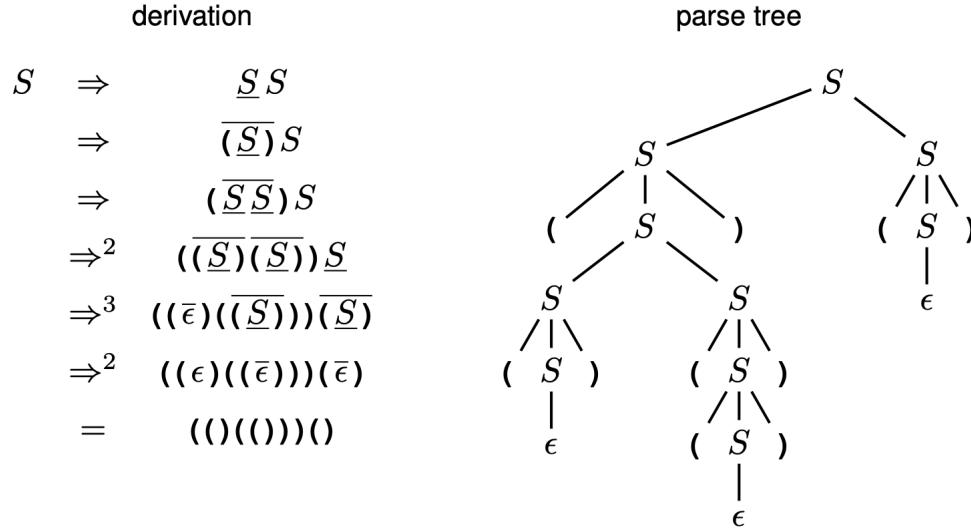 derivation
S ⇒ S S
⇒ (S)S
⇒ (S S)S
⇒² ((S)(S))S
⇒³ ((ϵ̄)((S)))(S)
⇒² ((ϵ)((ϵ̄)))(ϵ̄)
= (()(()))()
parse tree
S
S S
( S ) ( S )
S S ϵ
( S ) ( S )
ϵ ( S )
ϵ